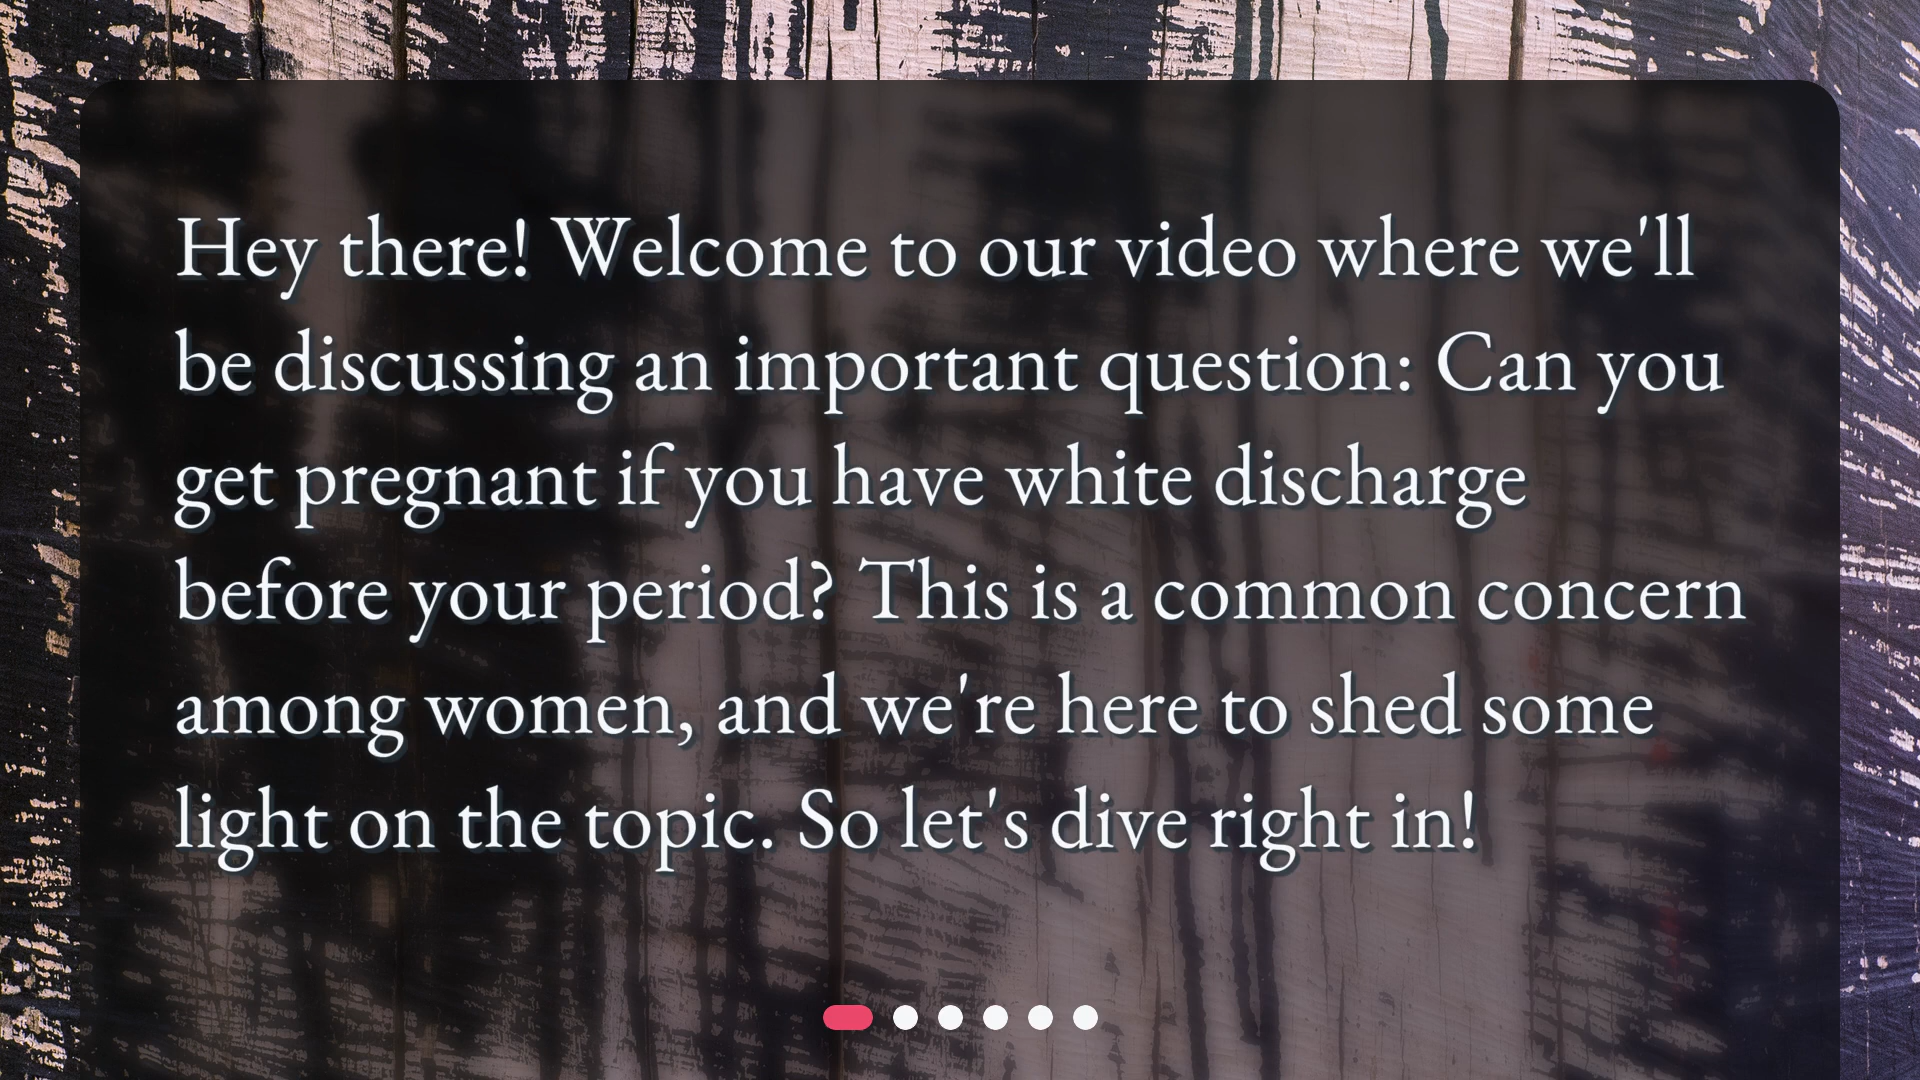 Hey there! Welcome to our video where we'll
be discussing an important question: Can you
get pregnant if you have white discharge
before your period? This is a common concern
among women, and we're here to shed some
light on the topic. So let's dive right in!